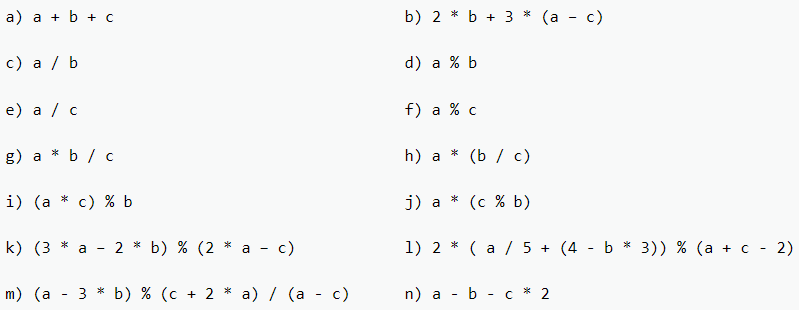 a) a + b + c b) 2 * b + 3 * (a – c)
c) a / b d) a % b
e) a / c f) a % c
g) a * b / c h) a * (b / c)
i) (a * c) % b j) a * (c % b)
k) (3 * a – 2 * b) % (2 * a – c) l) 2 * ( a / 5 + (4 - b * 3)) % (a + c - 2)
m) (a - 3 * b) % (c + 2 * a) / (a - c) n) a - b - c * 2